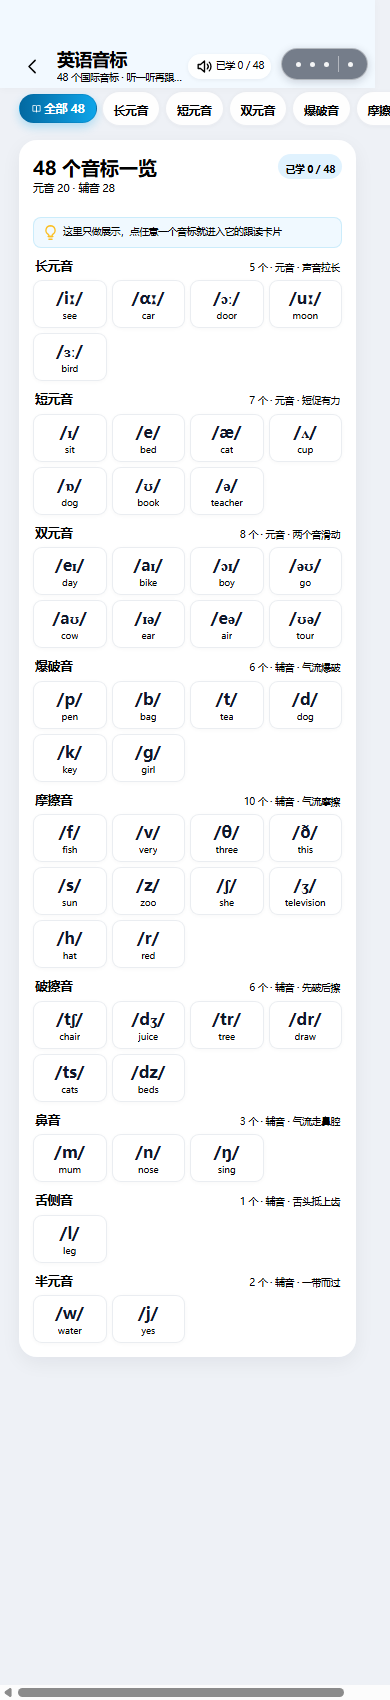 英语音标
48 个国际音标 · 听一听再跟...
已学 0 / 48
全部 48
长元音
短元音
双元音
爆破音
摩擦
48 个音标一览
已学 0 / 48
元音 20 · 辅音 28
这里只做展示，点任意一个音标就进入它的跟读卡片
长元音
5 个 · 元音 · 声音拉长
/iː/ /ɑː/ /ɔː/ /uː/
see car door moon
/ɜː/
bird
短元音
7 个 · 元音 · 短促有力
/ɪ/ /e/ /æ/ /ʌ/
sit bed cat cup
/ɒ/ /ʊ/ /ə/
dog book teacher
双元音
8 个 · 元音 · 两个音滑动
/eɪ/ /aɪ/ /ɔɪ/ /əʊ/
day bike boy go
/aʊ/ /ɪə/ /eə/ /ʊə/
cow ear air tour
爆破音
6 个 · 辅音 · 气流爆破
/p/ /b/ /t/ /d/
pen bag tea dog
/k/ /g/
key girl
摩擦音
10 个 · 辅音 · 气流摩擦
/f/ /v/ /θ/ /ð/
fish very three this
/s/ /z/ /ʃ/ /ʒ/
sun zoo she television
/h/ /r/
hat red
破擦音
6 个 · 辅音 · 先破后擦
/tʃ/ /dʒ/ /tr/ /dr/
chair juice tree draw
/ts/ /dz/
cats beds
鼻音
3 个 · 辅音 · 气流走鼻腔
/m/ /n/ /ŋ/
mum nose sing
舌侧音
1 个 · 辅音 · 舌头抵上齿
/l/
leg
半元音
2 个 · 辅音 · 一带而过
/w/ /j/
water yes